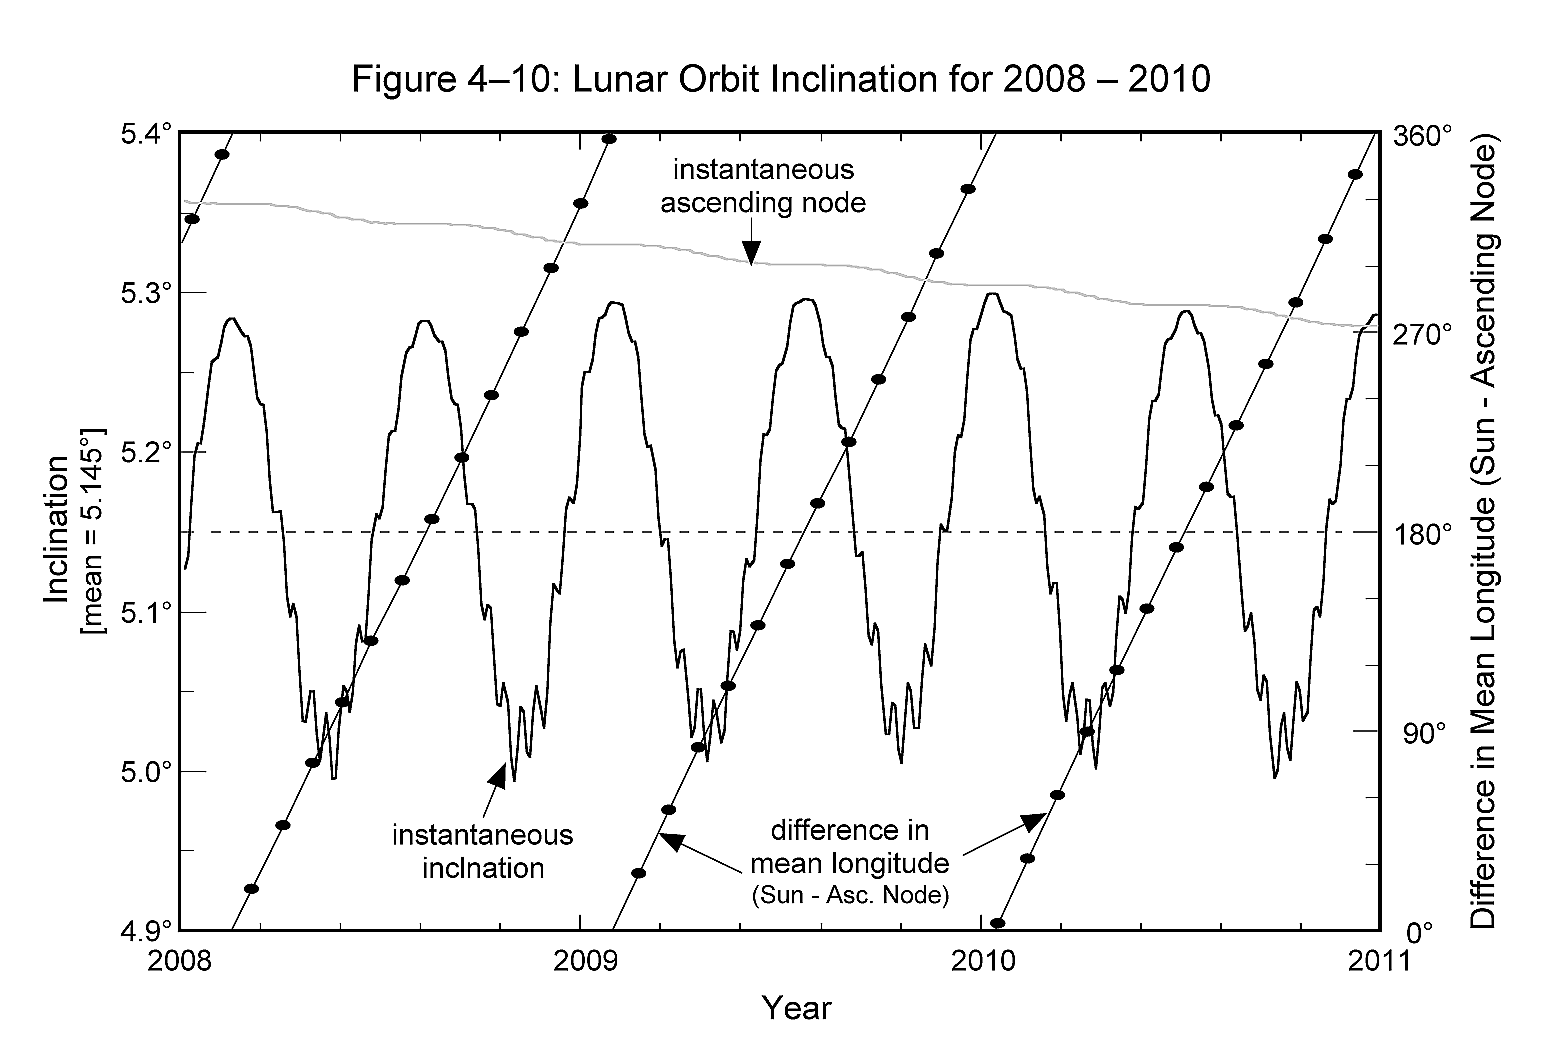 Figure 4–10: Lunar Orbit Inclination for 2008 – 2010
5.4°
5.3°
5.2°
5.1°
5.0°
4.9°
Inclination
[mean = 5.145°]
360°
270°
180°
90°
0°
Difference in Mean Longitude (Sun - Ascending Node)
instantaneous
ascending node
instantaneous
inclnation
difference in
mean longitude
(Sun - Asc. Node)
2008
2009
2010
2011
Year